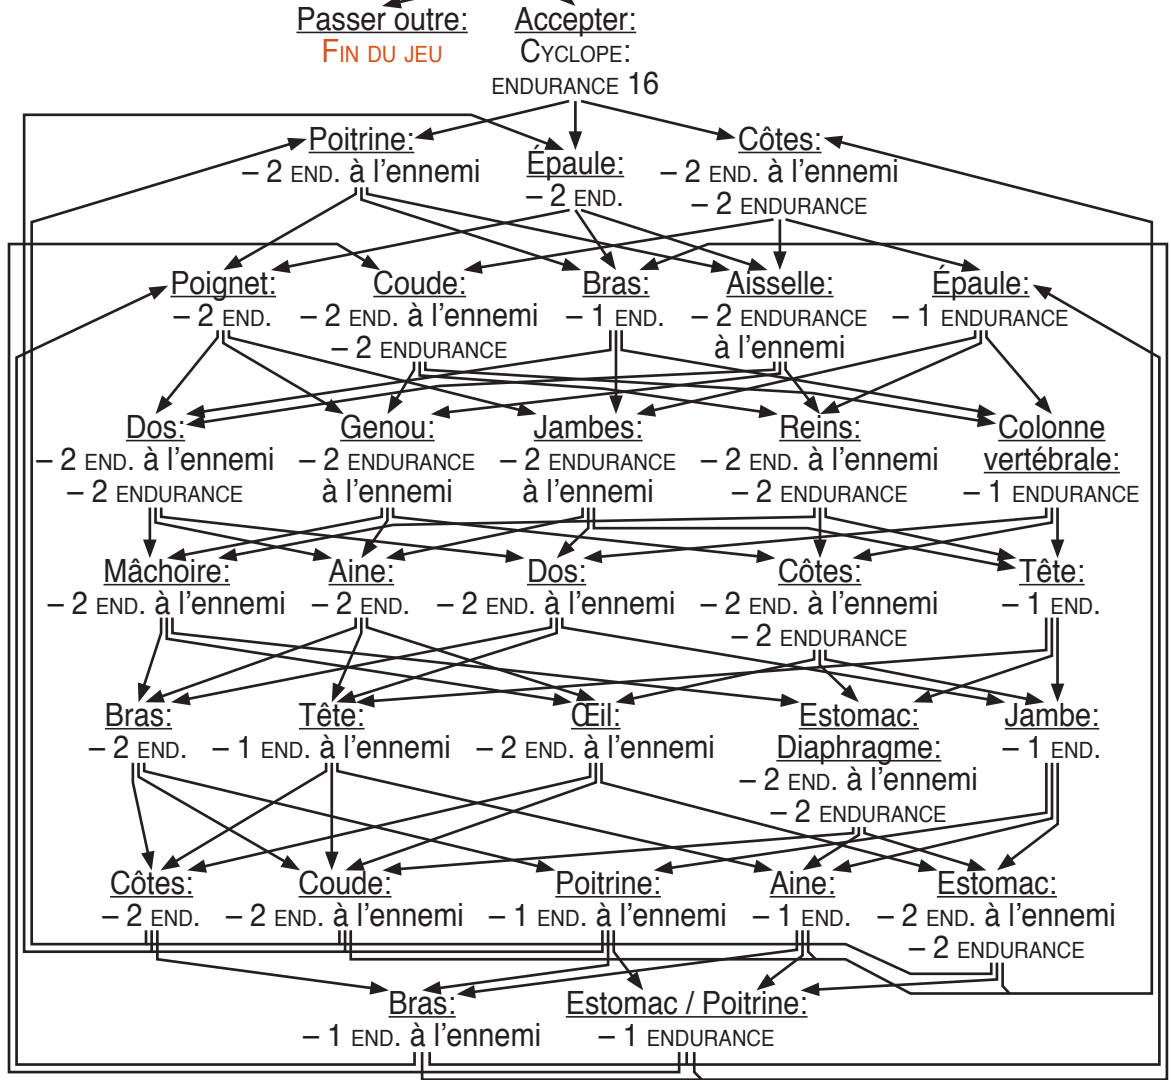 Passer outre:
FIN DU JEU
Accepter:
CYCLOPE:
ENDURANCE 16
Poitrine:
– 2 END. à l'ennemi
Épaule:
– 2 END.
Côtes:
– 2 END. à l'ennemi
– 2 ENDURANCE
Poignet:
– 2 END.
Coude:
– 2 END. à l'ennemi
– 2 ENDURANCE
Bras:
– 1 END.
Aisselle:
– 2 ENDURANCE
à l'ennemi
Épaule:
– 1 ENDURANCE
Dos:
– 2 END. à l'ennemi
– 2 ENDURANCE
Genou:
– 2 ENDURANCE
à l'ennemi
Jambes:
– 2 ENDURANCE
à l'ennemi
Reins:
– 2 END. à l'ennemi
– 2 ENDURANCE
Colonne
vertébrale:
– 1 ENDURANCE
Mâchoire:
– 2 END. à l'ennemi
Aine:
– 2 END.
Dos:
– 2 END. à l'ennemi
Côtes:
– 2 END. à l'ennemi
– 2 ENDURANCE
Tête:
– 1 END.
Bras:
– 2 END.
Tête:
– 1 END. à l'ennemi
Œil:
– 2 END. à l'ennemi
Estomac:
Diaphragme:
– 2 END. à l'ennemi
– 2 ENDURANCE
Jambe:
– 1 END.
Côtes:
– 2 END.
Coude:
– 2 END. à l'ennemi
Poitrine:
– 1 END. à l'ennemi
Aine:
– 1 END.
Estomac:
– 2 END. à l'ennemi
– 2 ENDURANCE
Bras:
– 1 END. à l'ennemi
Estomac / Poitrine:
– 1 ENDURANCE